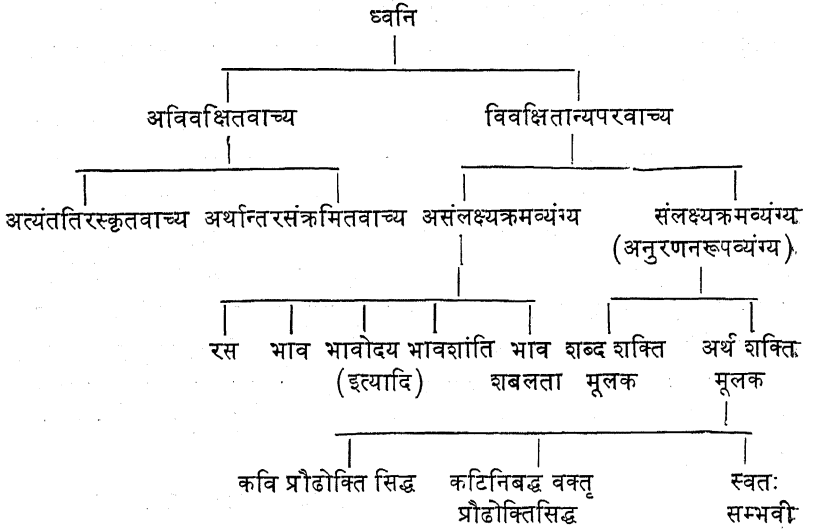 ध्वनि
अविवक्षितवाच्य विवक्षितान्यपरवाच्य
अत्यंततिरस्कृतवाच्य अर्थान्तरसंक्रमितवाच्य असंलक्ष्यक्रमव्यंग्य संलक्ष्यक्रमव्यंग्य
(अनुरणनरूपव्यंग्य)
रस भाव भावोदय भावशांति भाव शब्द शक्ति अर्थ शक्ति
(इत्यादि) शबलता मूलक मूलक
कवि प्रौढोक्ति सिद्ध कटिनिबद्ध वक्तृ स्वतः
प्रौढोक्तिसिद्ध सम्भवी